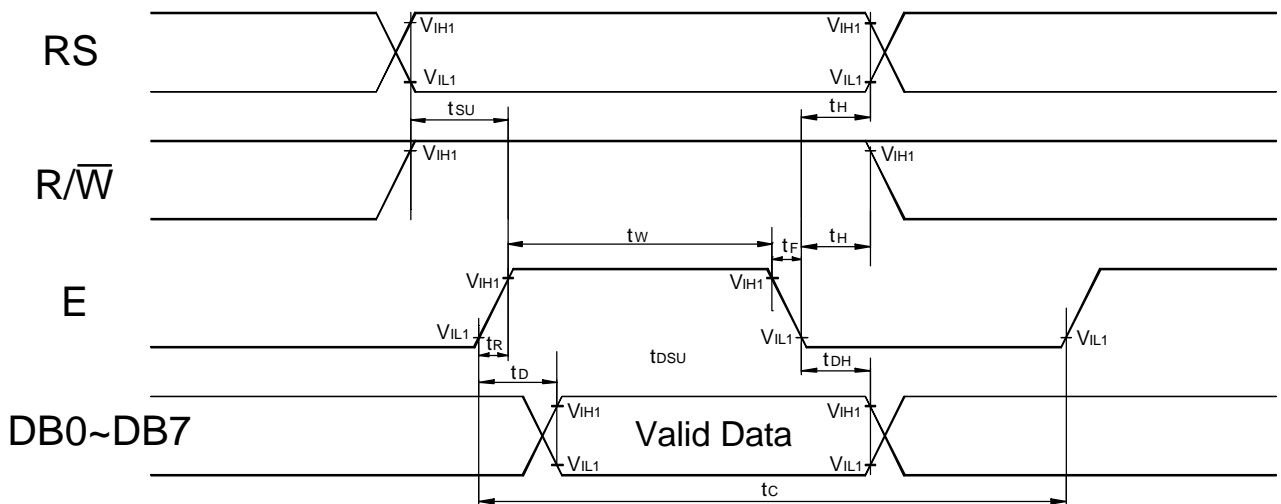 RS
VIH1
VIH1
VIL1
VIL1
tSU
tH
R/W̅
VIH1
VIH1
tW
tF
tH
E
VIH1
VIH1
VIL1
VIL1
VIL1
tR
tDSU
tDH
tD
DB0~DB7
VIH1
VIH1
Valid Data
VIL1
VIL1
tC